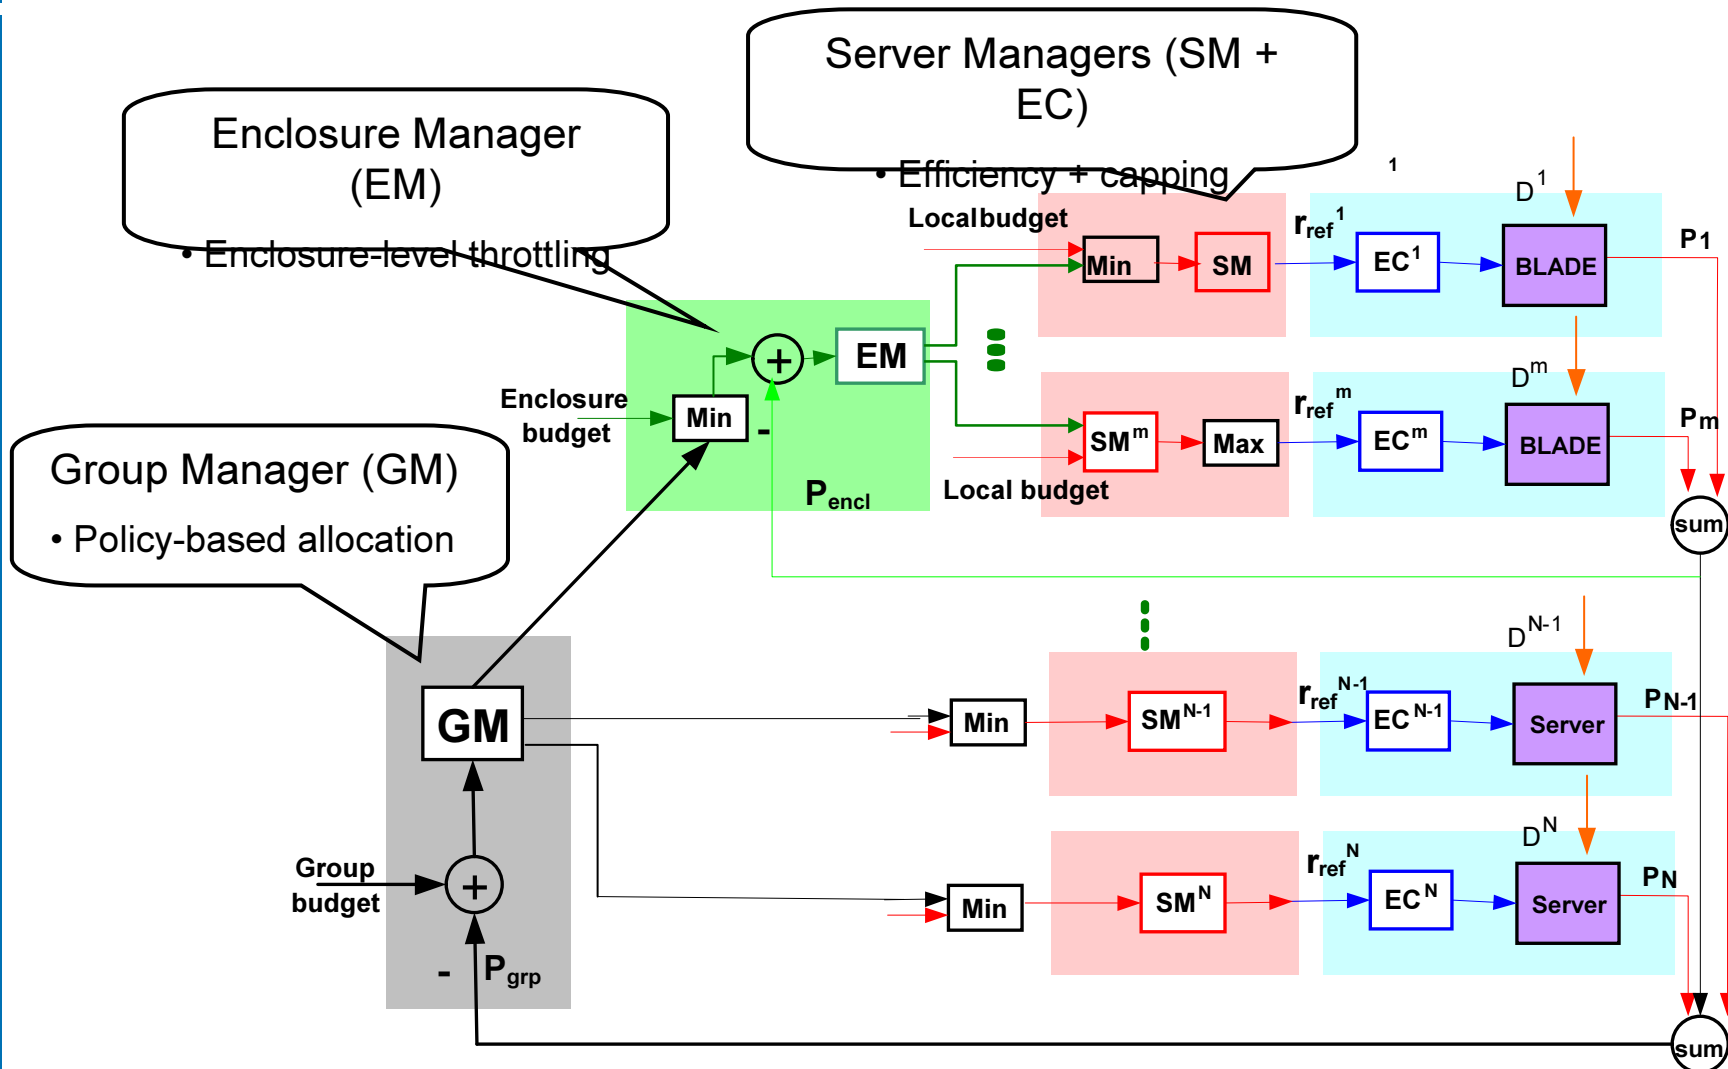 Server Managers (SM +
EC)
• Efficiency + capping
Enclosure Manager
(EM)
• Enclosure-level throttling
Group Manager (GM)
• Policy-based allocation
1
D1
Localbudget
Min
SM
rref1
EC1
BLADE
P1
+
EM
Enclosure
budget
Min
-
Pencl
Dm
SMm
Max
rrefm
ECm
BLADE
Pm
Local budget
sum
DN-1
GM
Min
SMN-1
rrefN-1
ECN-1
Server
PN-1
DN
Group
budget
+
Min
SMN
rrefN
ECN
Server
PN
-
Pgrp
sum